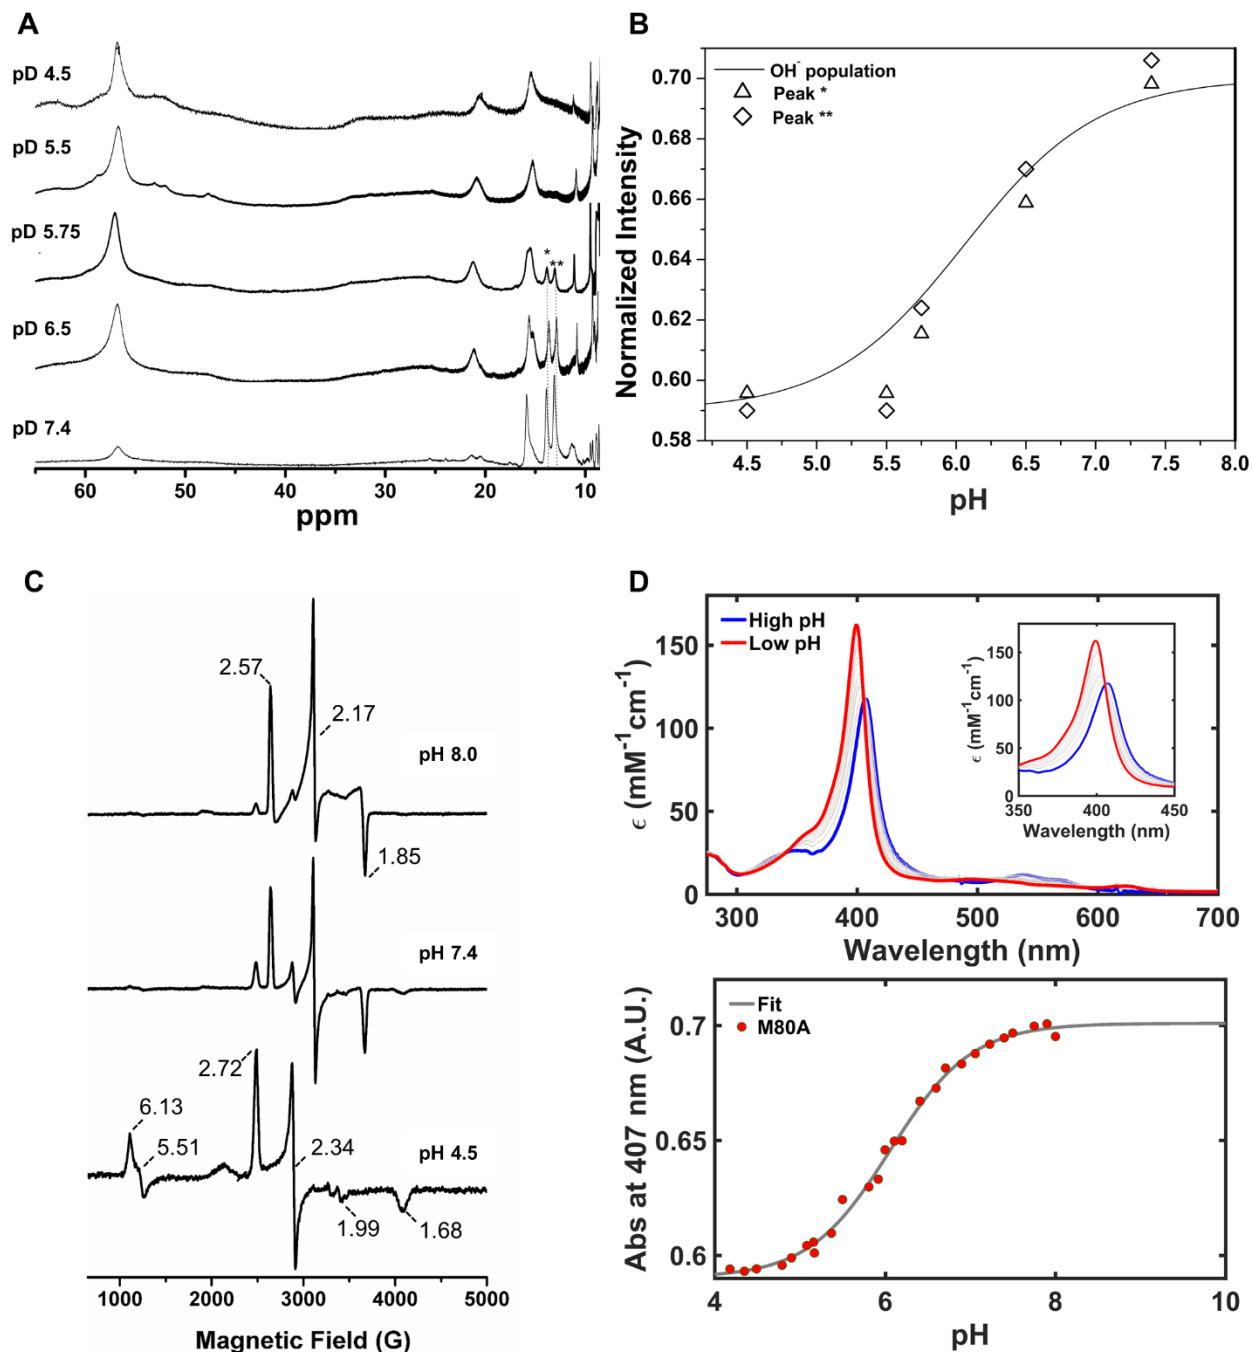 A
pD 4.5
pD 5.5
pD 5.75
pD 6.5
pD 7.4
*
**
60
50
40
30
20
10
ppm
B
OH⁻ population
Peak *
Peak **
Normalized Intensity
0.70
0.68
0.66
0.64
0.62
0.60
0.58
4.5
5.0
5.5
6.0
6.5
7.0
7.5
8.0
pH
C
2.57
2.17
pH 8.0
1.85
pH 7.4
2.72
6.13
5.51
2.34
pH 4.5
1.99
1.68
1000
2000
3000
4000
5000
Magnetic Field (G)
D
High pH
Low pH
ϵ (mM⁻¹cm⁻¹)
150
100
50
0
300
400
500
600
700
Wavelength (nm)
ϵ (mM⁻¹cm⁻¹)
150
100
50
0
350
400
450
Wavelength (nm)
Fit
M80A
Abs at 407 nm (A.U.)
0.7
0.65
0.6
4
6
8
10
pH